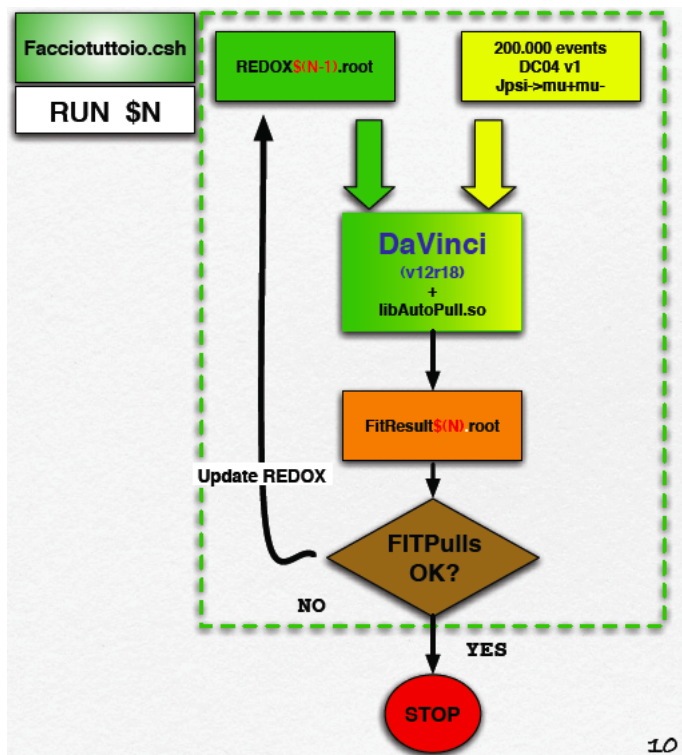 Facciotuttoio.csh
RUN $N
REDOX$(N-1).root
200.000 events
DC04 v1
Jpsi->mu+mu-
DaVinci
(v12r18)
+
libAutoPull.so
FitResult$(N).root
Update REDOX
FITPulls
OK?
NO
YES
STOP
10